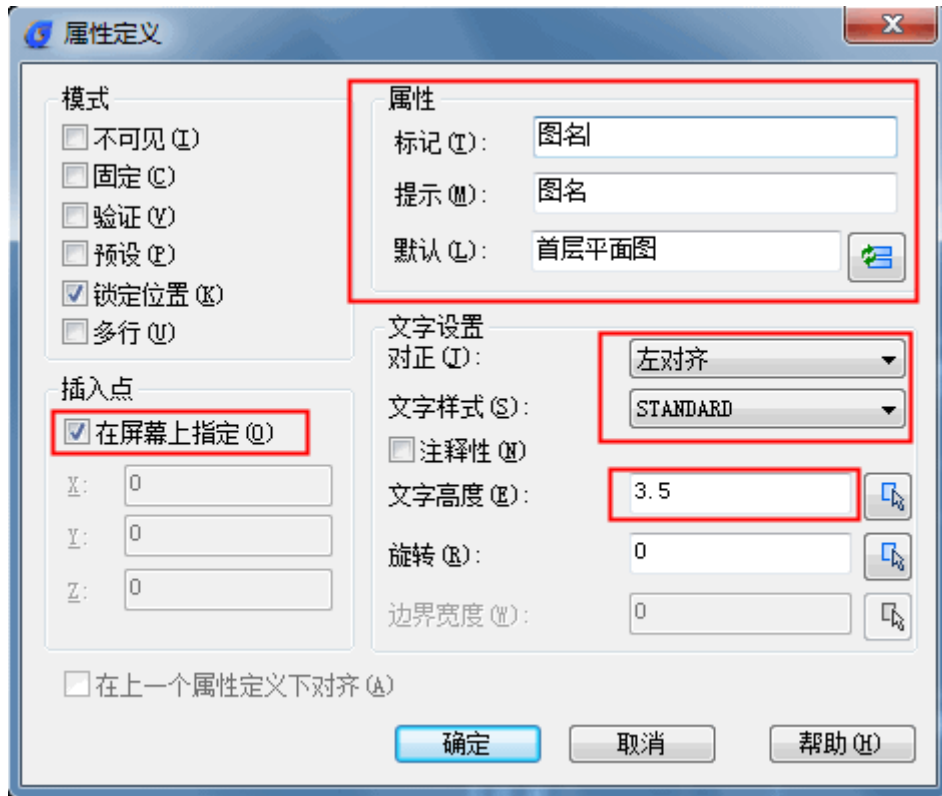 属性定义
模式
不可见(I)
固定(C)
验证(V)
预设(P)
锁定位置(K)
多行(U)
插入点
在屏幕上指定(O)
X: 0
Y: 0
Z: 0
属性
标记(T): 图名
提示(M): 图名
默认(L): 首层平面图
文字设置
对正(J): 左对齐
文字样式(S): STANDARD
注释性(N)
文字高度(E): 3.5
旋转(R): 0
边界宽度(W): 0
在上一个属性定义下对齐(A)
确定 取消 帮助(H)